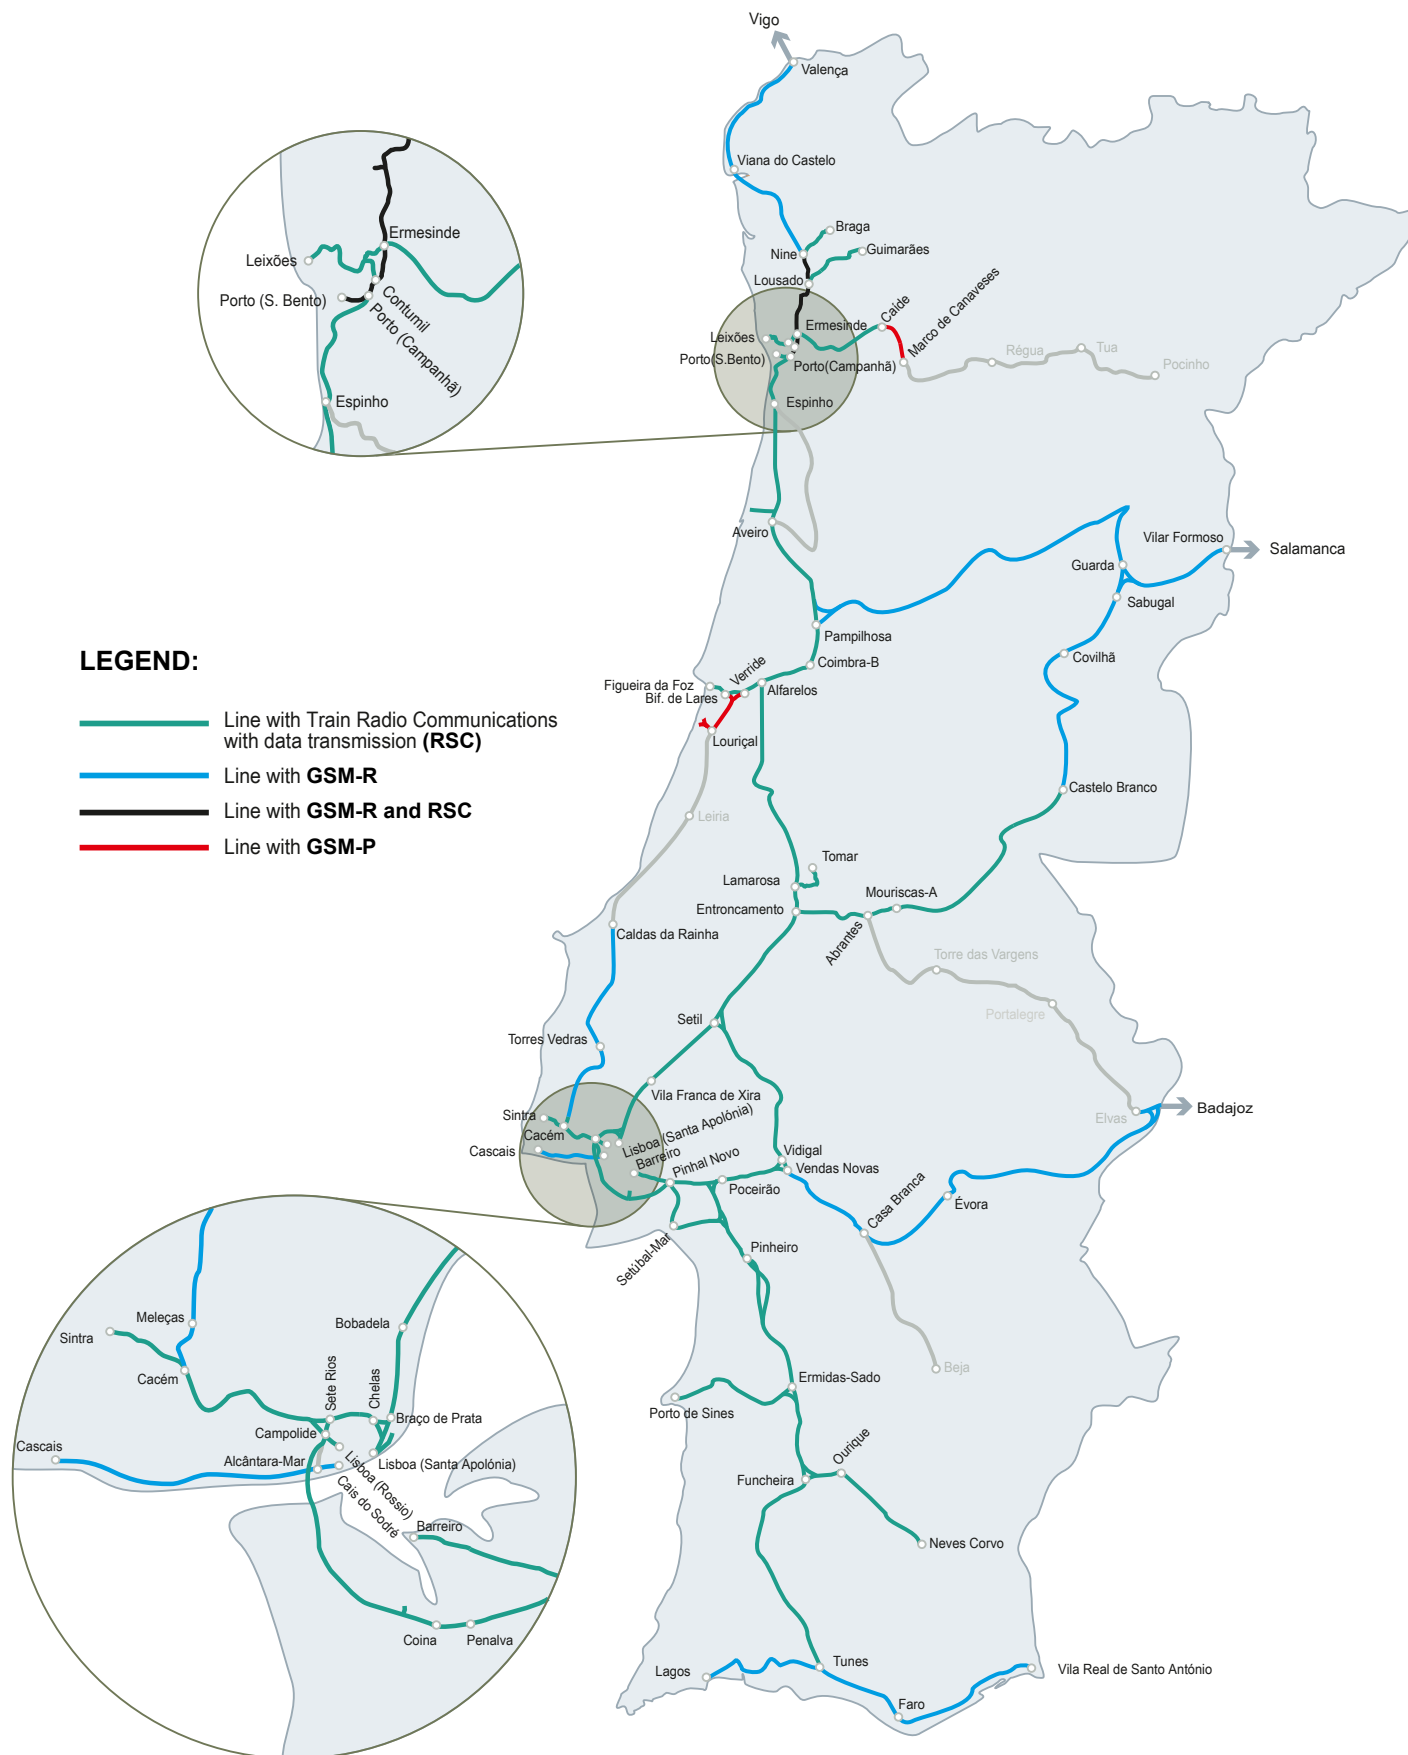 Vigo
Valença
Viana do Castelo
Braga
Nine
Guimarães
Lousado
Caide
Marco de Canaveses
Ermesinde
Leixões
Porto(S.Bento)
Porto(Campanhã)
Régua
Tua
Pocinho
Espinho
Ermesinde
Leixões
Porto (S. Bento)
Contumil
Porto (Campanhã)
Espinho
Aveiro
Vilar Formoso
Salamanca
Guarda
Sabugal
Pampilhosa
Covilhã
Coimbra-B
Verride
Figueira da Foz
Bif. de Lares
Alfarelos
Louriçal
LEGEND:
Line with Train Radio Communications
with data transmission (RSC)
Line with GSM-R
Line with GSM-R and RSC
Line with GSM-P
Castelo Branco
Leiria
Tomar
Lamarosa
Mouriscas-A
Entroncamento
Abrantes
Caldas da Rainha
Torre das Vargens
Portalegre
Setil
Torres Vedras
Vila Franca de Xira
Sintra
Cacém
Cascais
Lisboa (Santa Apolónia)
Barreiro
Pinhal Novo
Vidigal
Vendas Novas
Poceirão
Elvas
Badajoz
Évora
Casa Branca
Setúbal-Mar
Pinheiro
Beja
Ermidas-Sado
Porto de Sines
Ourique
Funcheira
Neves Corvo
Meleças
Sintra
Cacém
Bobadela
Sete Rios
Chelas
Braço de Prata
Campolide
Cascais
Alcântara-Mar
Lisboa (Santa Apolónia)
Lisboa (Rossio)
Cais do Sodré
Barreiro
Coina
Penalva
Lagos
Tunes
Faro
Vila Real de Santo António